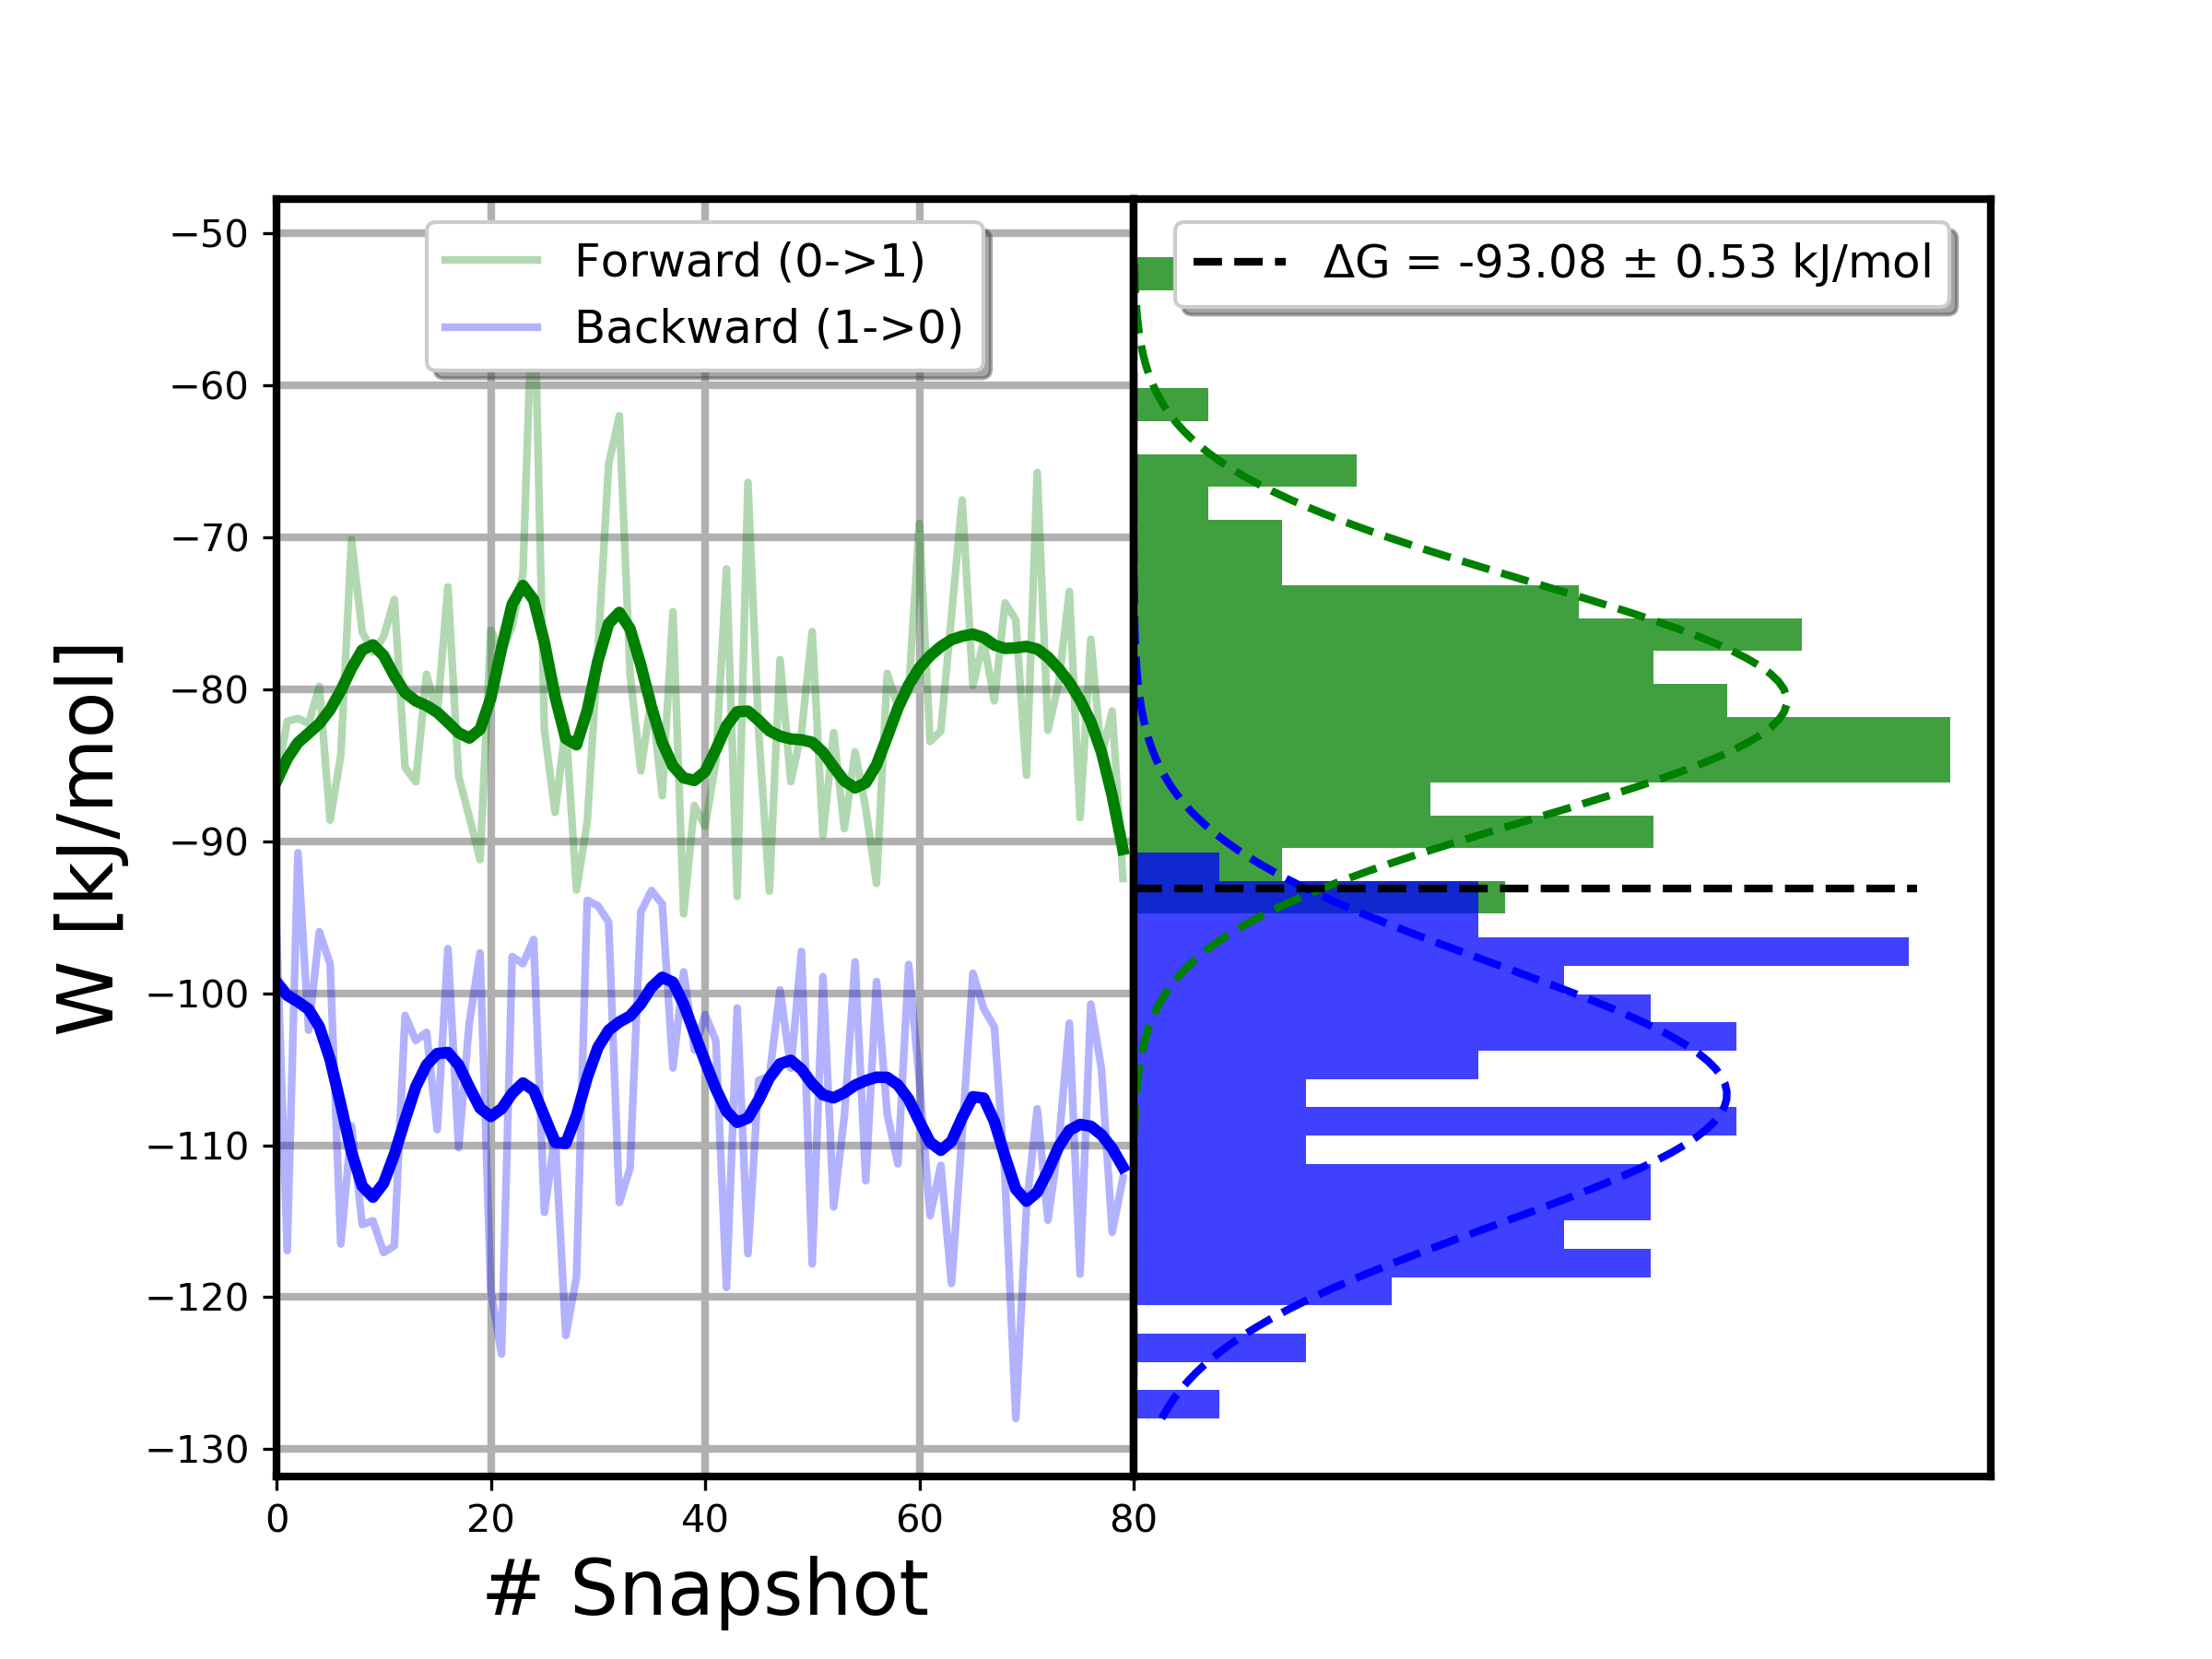 Forward (0->1)
Backward (1->0)
ΔG = -93.08 ± 0.53 kJ/mol
W [kJ/mol]
−50
−60
−70
−80
−90
−100
−110
−120
−130
0 20 40 60 80
# Snapshot